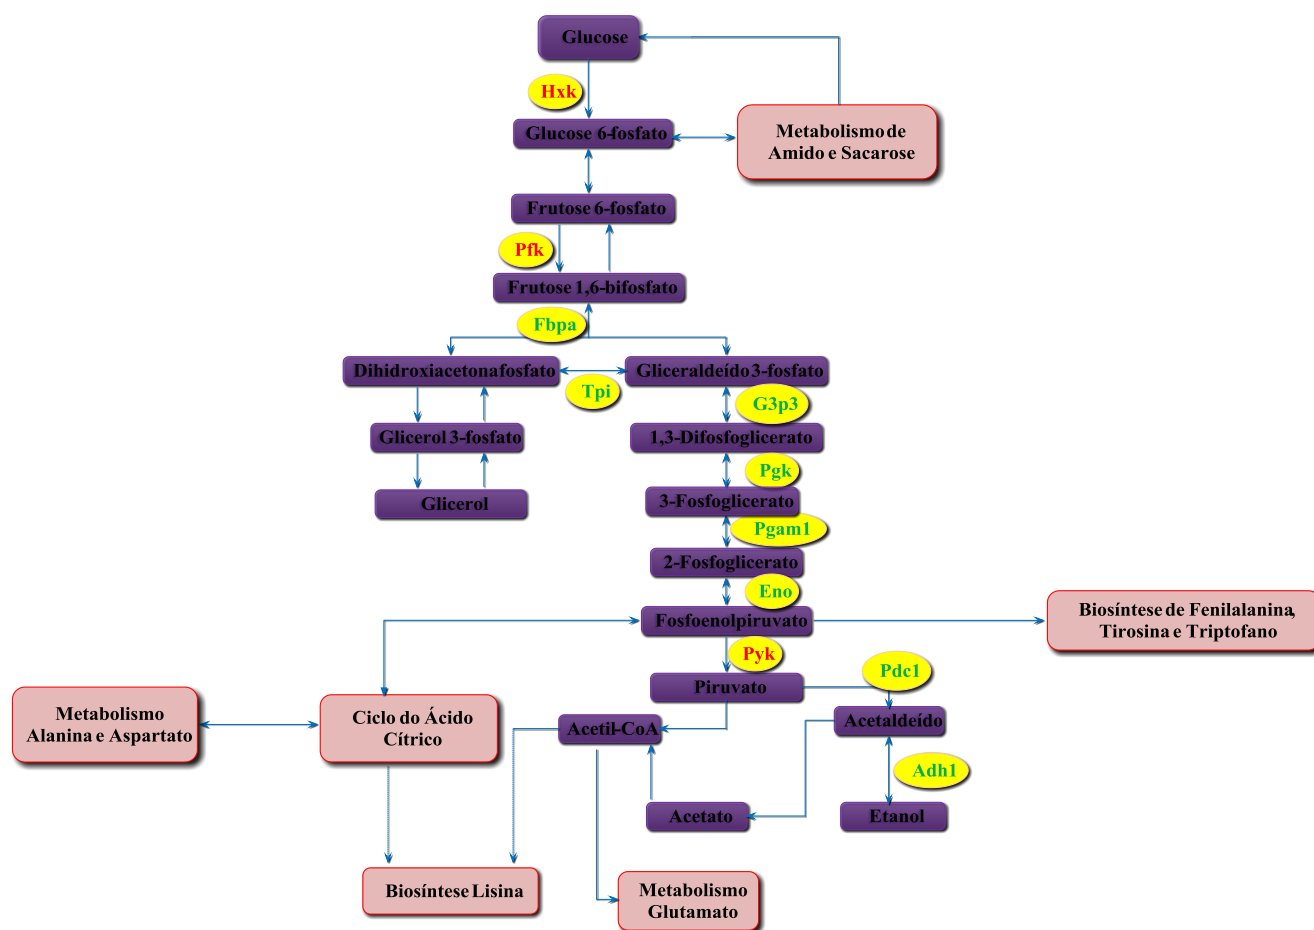 Glucose
Hxk
Glucose 6-fosfato
Metabolismo de
Amido e Sacarose
Frutose 6-fosfato
Pfk
Frutose 1,6-bifosfato
Fbpa
Dihidroxiacetonafosfato
Gliceraldeído 3-fosfato
Tpi
G3p3
Glicerol 3-fosfato
1,3-Difosfoglicerato
Pgk
Glicerol
3-Fosfoglicerato
Pgam1
2-Fosfoglicerato
Eno
Fosfoenolpiruvato
Biosíntese de Fenilalanina,
Tirosina e Triptofano
Pyk
Pdc1
Piruvato
Metabolismo
Alanina e Aspartato
Ciclo do Ácido
Cítrico
Acetil-CoA
Acetaldeído
Adh1
Acetato
Etanol
Biosíntese Lisina
Metabolismo
Glutamato